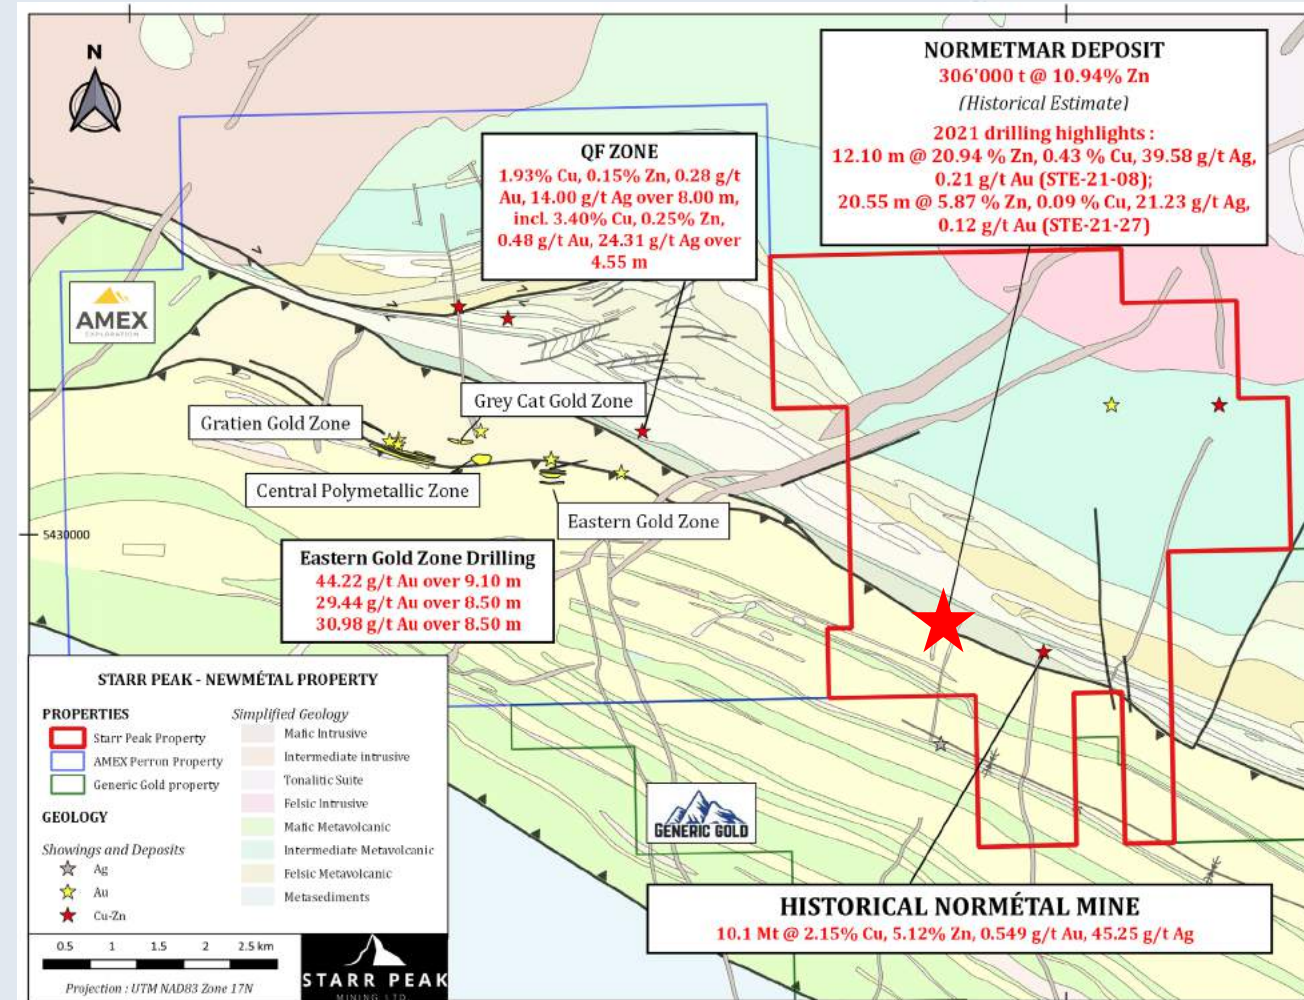 N
NORMETMAR DEPOSIT
306'000 t @ 10.94% Zn
(Historical Estimate)
2021 drilling highlights :
12.10 m @ 20.94 % Zn, 0.43 % Cu, 39.58 g/t Ag,
0.21 g/t Au (STE-21-08);
20.55 m @ 5.87 % Zn, 0.09 % Cu, 21.23 g/t Ag,
0.12 g/t Au (STE-21-27)
QF ZONE
1.93% Cu, 0.15% Zn, 0.28 g/t
Au, 14.00 g/t Ag over 8.00 m,
incl. 3.40% Cu, 0.25% Zn,
0.48 g/t Au, 24.31 g/t Ag over
4.55 m
AMEX
EXPLORATION
Grey Cat Gold Zone
Gratien Gold Zone
Central Polymetallic Zone
Eastern Gold Zone
5430000
Eastern Gold Zone Drilling
44.22 g/t Au over 9.10 m
29.44 g/t Au over 8.50 m
30.98 g/t Au over 8.50 m
STARR PEAK - NEWMÉTAL PROPERTY
PROPERTIES
Starr Peak Property
AMEX Perron Property
Generic Gold property
GEOLOGY
Showings and Deposits
Ag
Au
Cu-Zn
Simplified Geology
Mafic Intrusive
Intermediate intrusive
Tonalitic Suite
Felsic Intrusive
Mafic Metavolcanic
Intermediate Metavolcanic
Felsic Metavolcanic
Metasediments
0.5 1 1.5 2 2.5 km
Projection : UTM NAD83 Zone 17N
STARR PEAK
MINING LTD.
GENERIC GOLD
HISTORICAL NORMÉTAL MINE
10.1 Mt @ 2.15% Cu, 5.12% Zn, 0.549 g/t Au, 45.25 g/t Ag